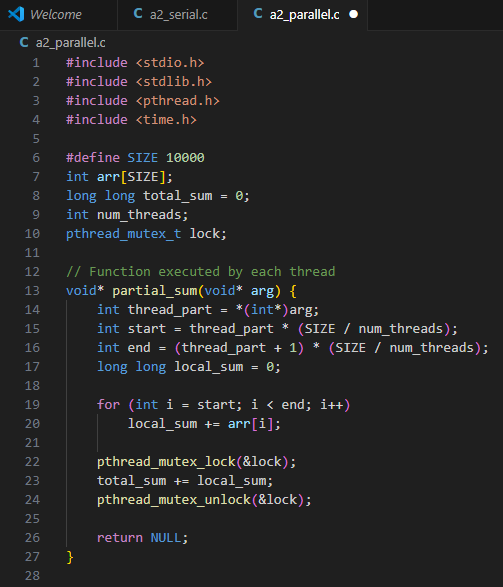 Welcome
C a2_serial.c
C a2_parallel.c
C a2_parallel.c
1 #include <stdio.h>
2 #include <stdlib.h>
3 #include <pthread.h>
4 #include <time.h>
5
6 #define SIZE 10000
7 int arr[SIZE];
8 long long total_sum = 0;
9 int num_threads;
10 pthread_mutex_t lock;
11
12 // Function executed by each thread
13 void* partial_sum(void* arg) {
14     int thread_part = *(int*)arg;
15     int start = thread_part * (SIZE / num_threads);
16     int end = (thread_part + 1) * (SIZE / num_threads);
17     long long local_sum = 0;
18
19     for (int i = start; i < end; i++)
20         local_sum += arr[i];
21
22     pthread_mutex_lock(&lock);
23     total_sum += local_sum;
24     pthread_mutex_unlock(&lock);
25
26     return NULL;
27 }
28